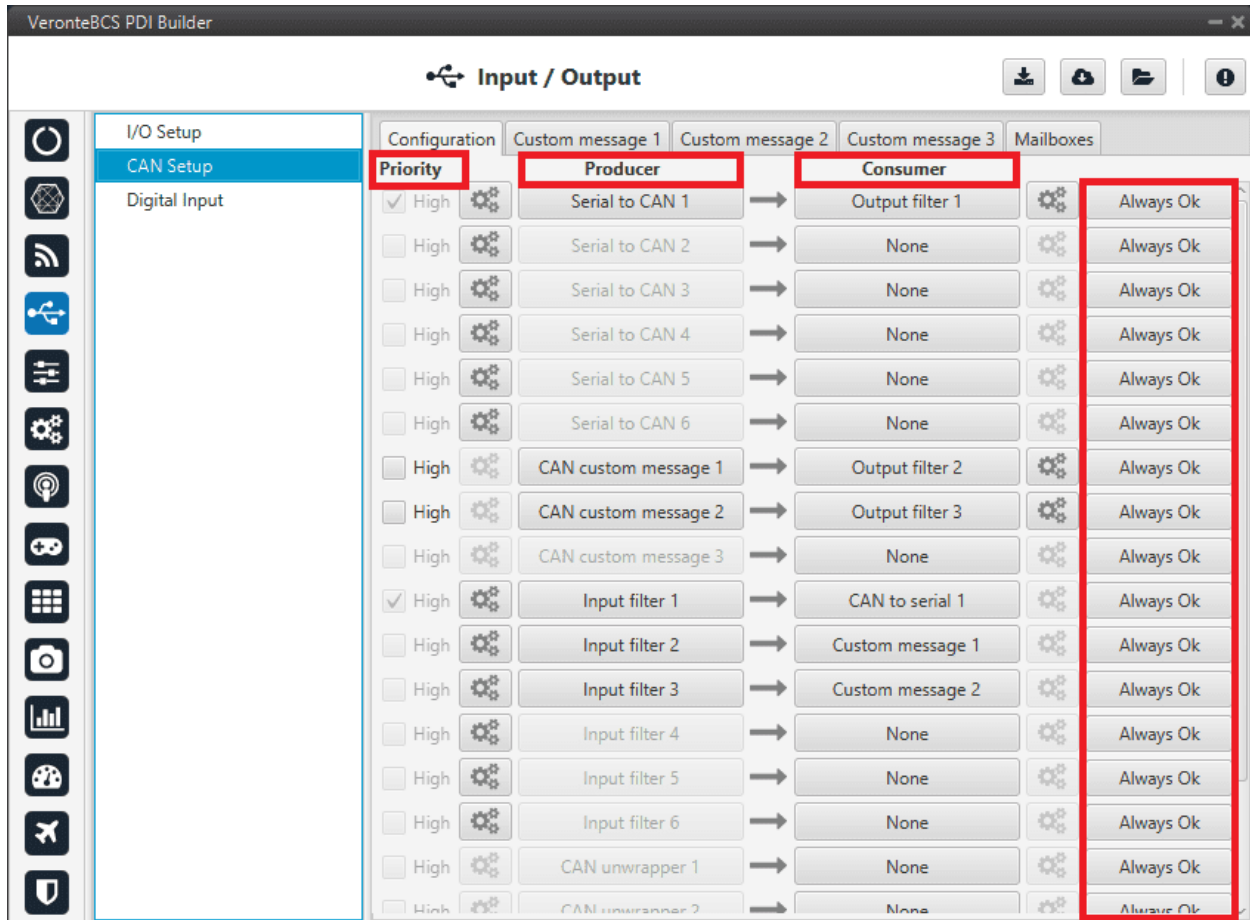 VeronteBCS PDI Builder
Input / Output
I/O Setup
CAN Setup
Digital Input
Configuration Custom message 1 Custom message 2 Custom message 3 Mailboxes
Priority Producer Consumer
High Serial to CAN 1 Output filter 1 Always Ok
High Serial to CAN 2 None Always Ok
High Serial to CAN 3 None Always Ok
High Serial to CAN 4 None Always Ok
High Serial to CAN 5 None Always Ok
High Serial to CAN 6 None Always Ok
High CAN custom message 1 Output filter 2 Always Ok
High CAN custom message 2 Output filter 3 Always Ok
High CAN custom message 3 None Always Ok
High Input filter 1 CAN to serial 1 Always Ok
High Input filter 2 Custom message 1 Always Ok
High Input filter 3 Custom message 2 Always Ok
High Input filter 4 None Always Ok
High Input filter 5 None Always Ok
High Input filter 6 None Always Ok
High CAN unwrapper 1 None Always Ok
High CAN unwrapper 2 None Always Ok